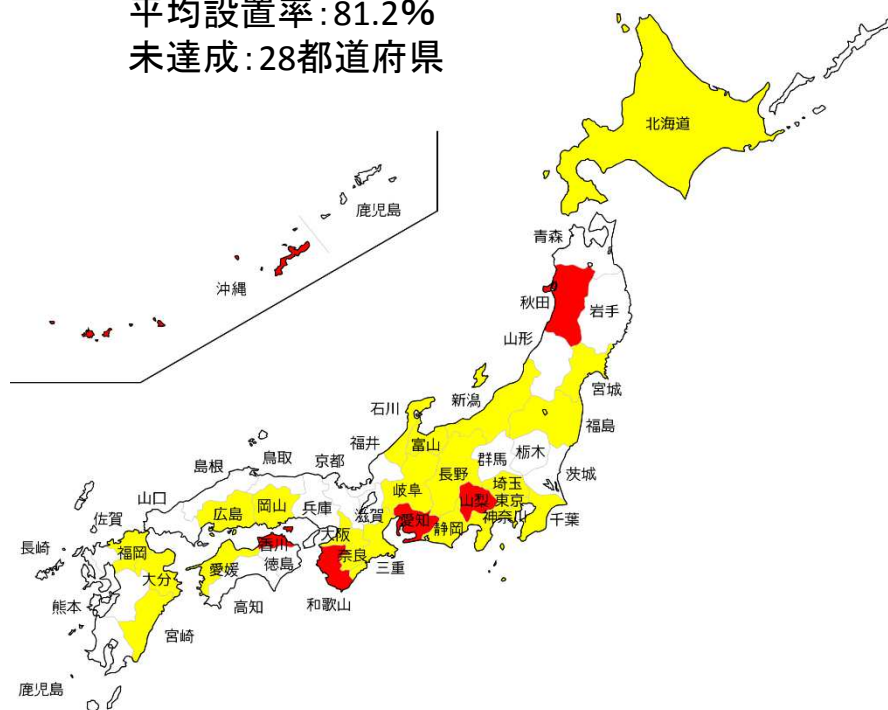 平均設置率:81.2%
未達成:28都道府県
北海道
鹿児島
沖縄
青森
秋田
岩手
山形
宮城
新潟
石川
福島
富山
福井
群馬
栃木
長野
茨城
鳥取
京都
島根
岐阜
埼玉
山梨
東京
山口
岡山
兵庫
滋賀
広島
愛知
神奈川
千葉
佐賀
静岡
大阪
香川
奈良
長崎
福岡
愛媛
徳島
三重
大分
熊本
高知
和歌山
宮崎
鹿児島